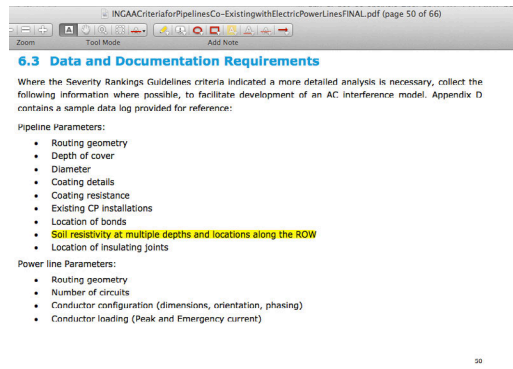 INGAACriteriaforPipelinesCo-ExistingwithElectricPowerLinesFINAL.pdf (page 50 of 66)
Zoom Tool Mode Add Note
6.3 Data and Documentation Requirements
Where the Severity Rankings Guidelines criteria indicated a more detailed analysis is necessary, collect the
following information where possible, to facilitate development of an AC interference model. Appendix D
contains a sample data log provided for reference:
Pipeline Parameters:
• Routing geometry
• Depth of cover
• Diameter
• Coating details
• Coating resistance
• Existing CP installations
• Location of bonds
• Soil resistivity at multiple depths and locations along the ROW
• Location of insulating joints
Power line Parameters:
• Routing geometry
• Number of circuits
• Conductor configuration (dimensions, orientation, phasing)
• Conductor loading (Peak and Emergency current)
50